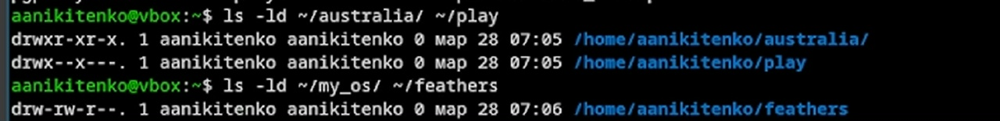 aanikitenko@vbox:~$ ls -ld ~/australia/ ~/play
drwxr-xr-x. 1 aanikitenko aanikitenko 0 мар 28 07:05 /home/aanikitenko/australia/
drwx--x---. 1 aanikitenko aanikitenko 0 мар 28 07:05 /home/aanikitenko/play
aanikitenko@vbox:~$ ls -ld ~/my_os/ ~/feathers
drw-rw-r--. 1 aanikitenko aanikitenko 0 мар 28 07:06 /home/aanikitenko/feathers